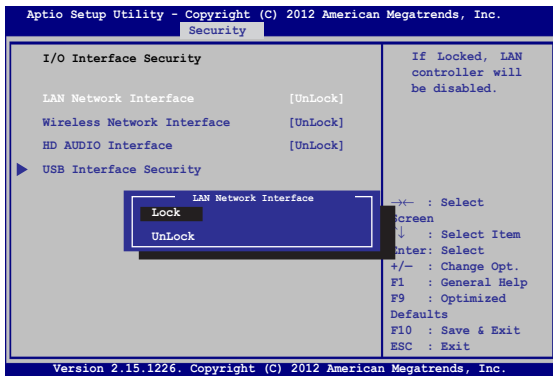 Aptio Setup Utility - Copyright (C) 2012 American Megatrends, Inc.
Security
I/O Interface Security
LAN Network Interface [UnLock]
Wireless Network Interface [UnLock]
HD AUDIO Interface [UnLock]
USB Interface Security
LAN Network Interface
Lock
UnLock
If Locked, LAN
controller will
be disabled.
→← : Select
Screen
↑↓ : Select Item
Enter: Select
+/— : Change Opt.
F1 : General Help
F9 : Optimized
Defaults
F10 : Save & Exit
ESC : Exit
Version 2.15.1226. Copyright (C) 2012 American Megatrends, Inc.